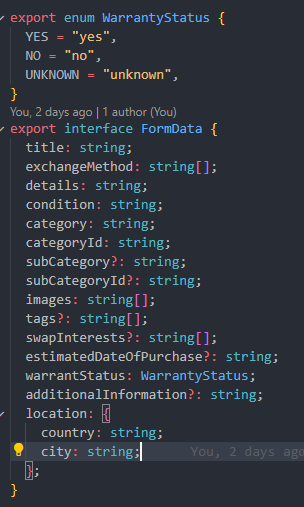 export enum WarrantyStatus {
  YES = "yes",
  NO = "no",
  UNKNOWN = "unknown",
}
You, 2 days ago | 1 author (You)
export interface FormData {
  title: string;
  exchangeMethod: string[];
  details: string;
  condition: string;
  category: string;
  categoryId: string;
  subCategory?: string;
  subCategoryId?: string;
  images: string[];
  tags?: string[];
  swapInterests?: string[];
  estimatedDateOfPurchase?: string;
  warrantStatus: WarrantyStatus;
  additionalInformation?: string;
  location: {
    country: string;
    city: string; You, 2 days ago
  };
}